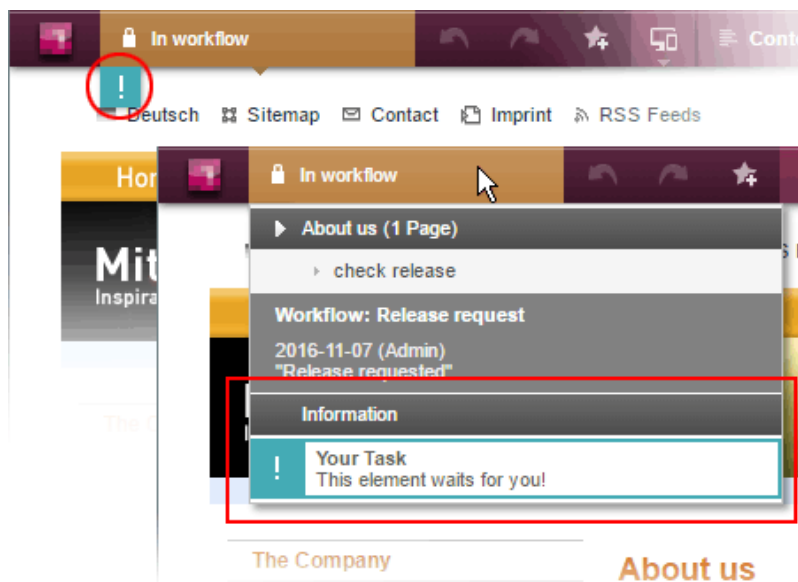 In workflow
Conte
!
Deutsch Sitemap Contact Imprint RSS Feeds
Hor
In workflow
Mit
Inspira
About us (1 Page)
check release
Workflow: Release request
2016-11-07 (Admin)
"Release requested"
Information
!
Your Task
This element waits for you!
The Company
About us